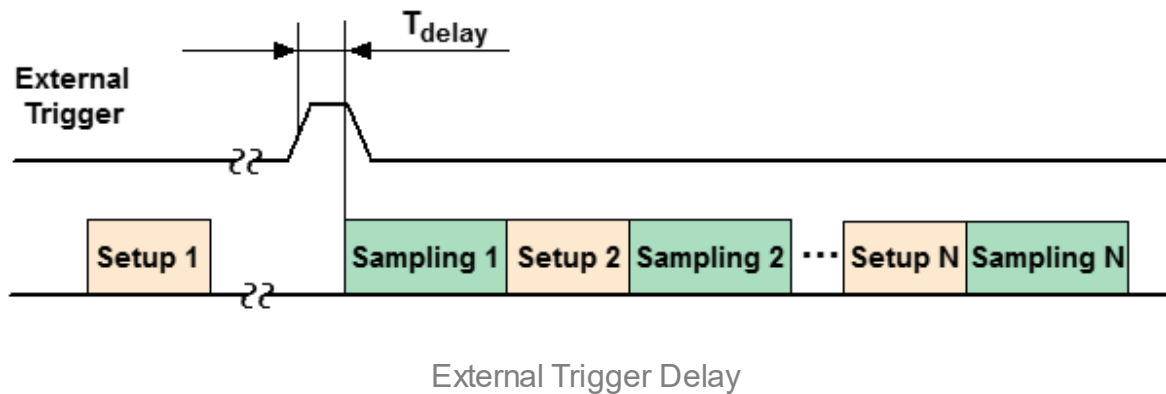 Tdelay
External
Trigger
Setup 1
Sampling 1
Setup 2
Sampling 2
...
Setup N
Sampling N
External Trigger Delay